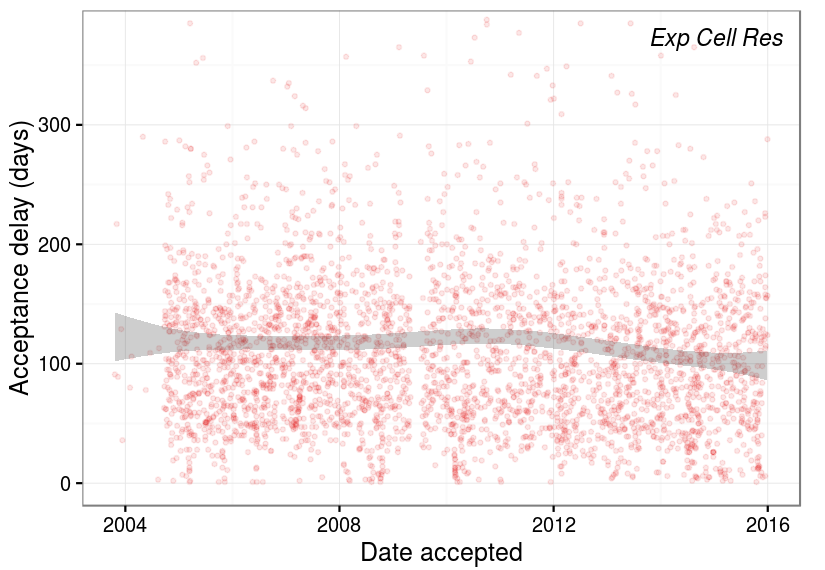 Exp Cell Res
Acceptance delay (days)
300
200
100
0
2004 2008 2012 2016
Date accepted